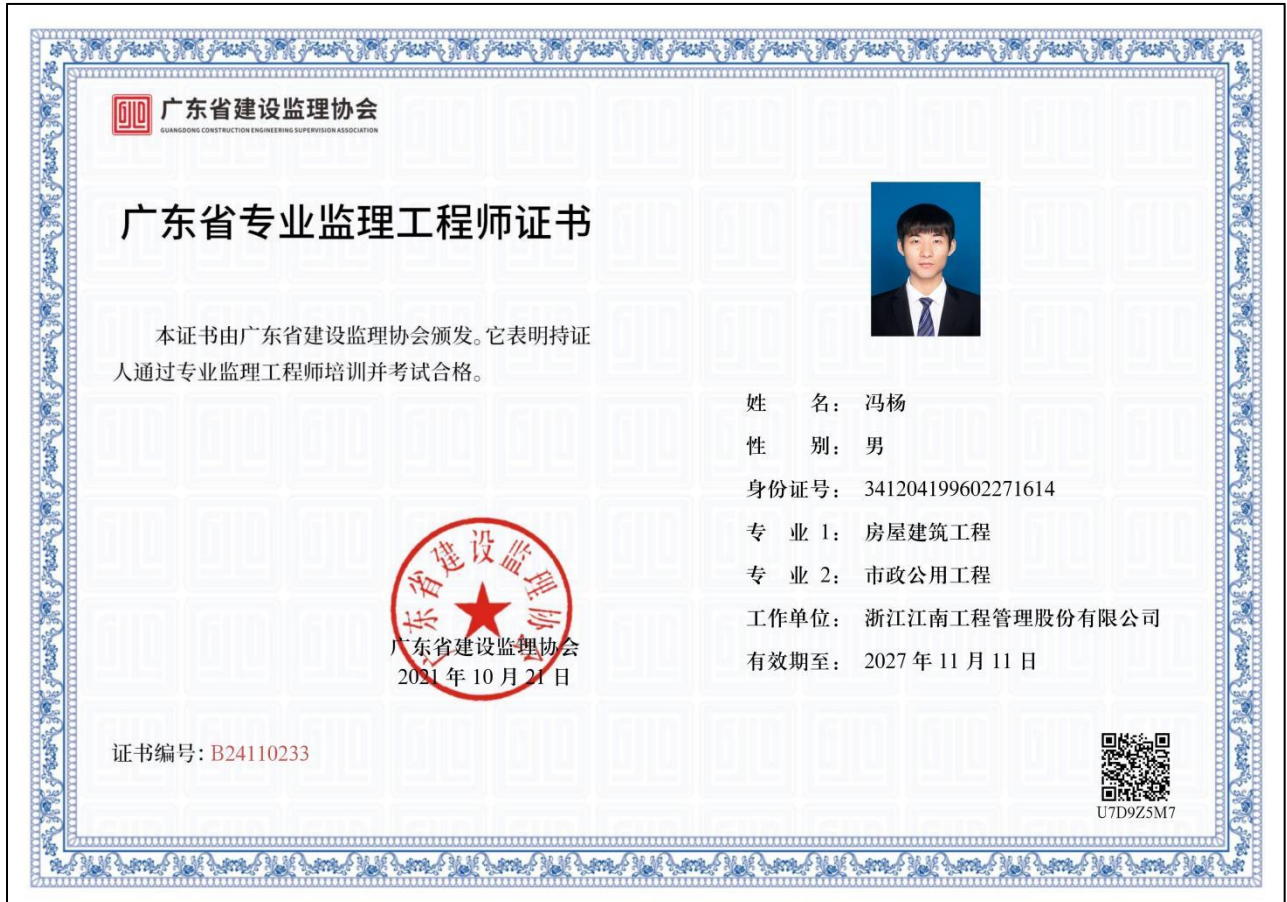 广东省建设监理协会
GUANGDONG CONSTRUCTION ENGINEERING SUPERVISION ASSOCIATION
广东省专业监理工程师证书
本证书由广东省建设监理协会颁发。它表明持证
人通过专业监理工程师培训并考试合格。
姓 名: 冯杨
性 别: 男
身份证号: 341204199602271614
专 业 1: 房屋建筑工程
专 业 2: 市政公用工程
工作单位: 浙江江南工程管理股份有限公司
有效期至: 2027 年 11 月 11 日
广东省建设监理协会
广东省建设监理协会
2021 年 10 月 21 日
证书编号: B24110233
U7D9Z5M7